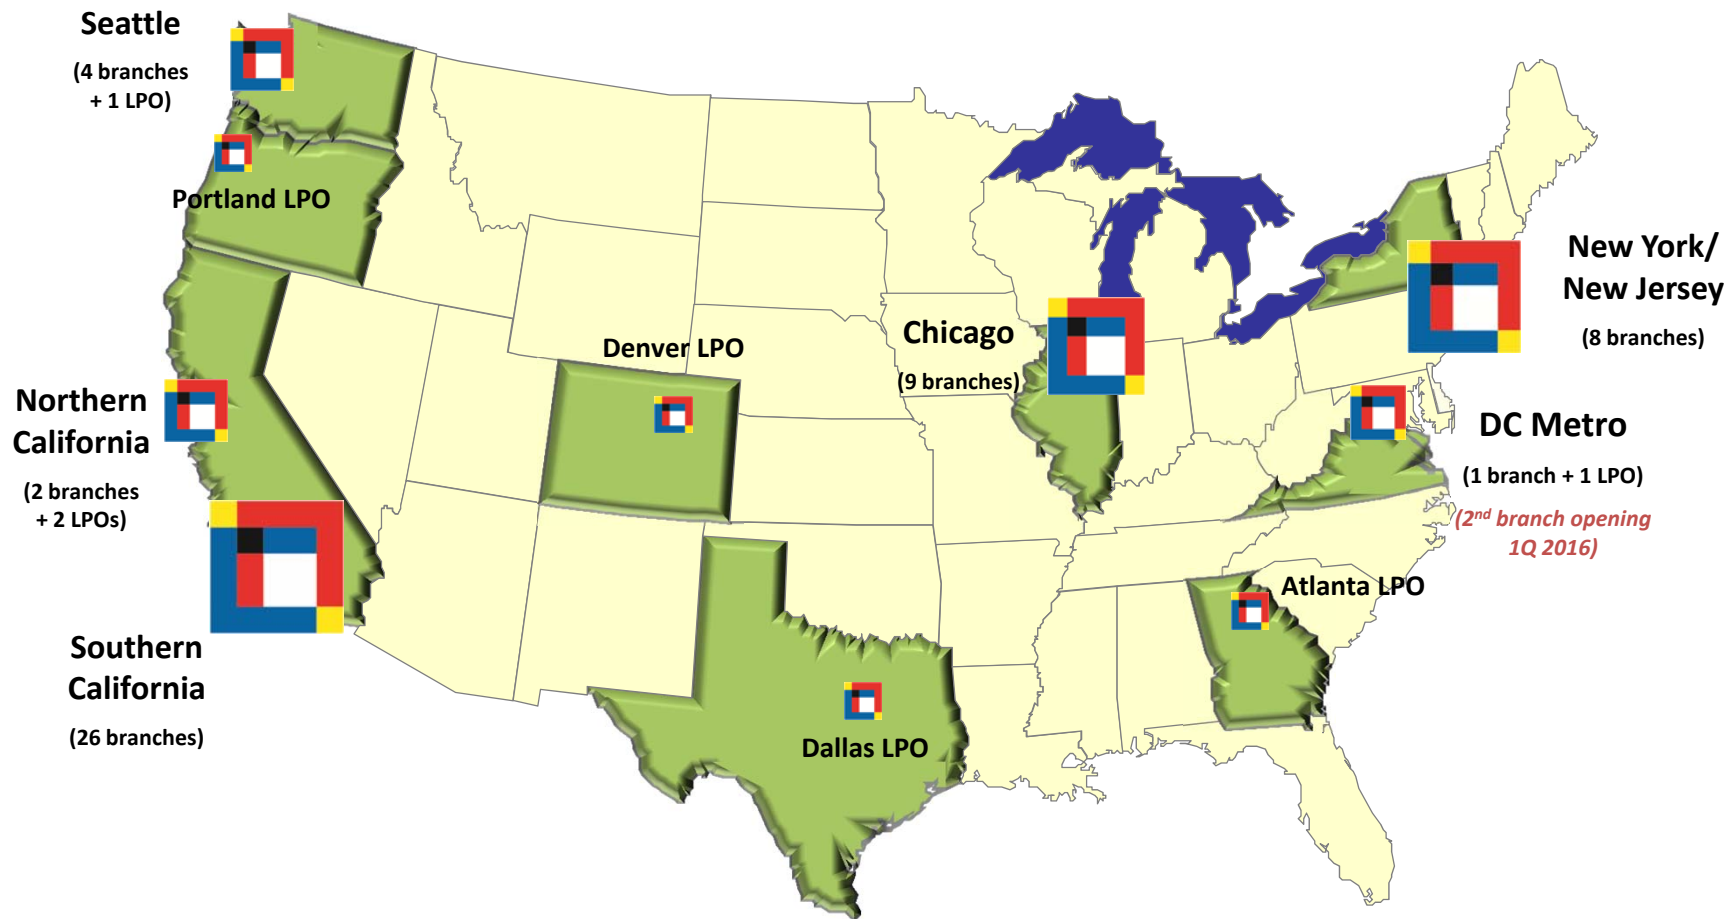 Seattle
(4 branches
+ 1 LPO)
Portland LPO
Northern
California
(2 branches
+ 2 LPOs)
Southern
California
(26 branches)
Denver LPO
Dallas LPO
Chicago
(9 branches)
New York/
New Jersey
(8 branches)
DC Metro
(1 branch + 1 LPO)
(2nd branch opening
1Q 2016)
Atlanta LPO